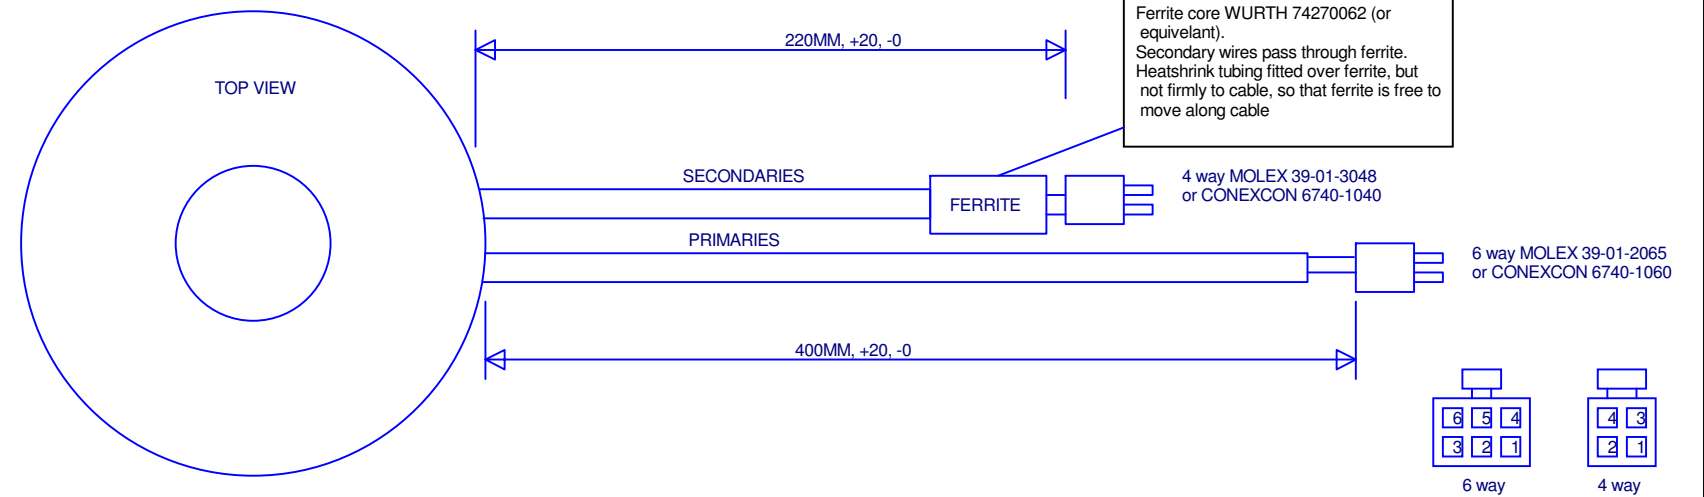 Ferrite core WURTH 74270062 (or
equivelant).
Secondary wires pass through ferrite.
Heatshrink tubing fitted over ferrite, but
not firmly to cable, so that ferrite is free to
move along cable
220MM, +20, -0
TOP VIEW
SECONDARIES
FERRITE
4 way MOLEX 39-01-3048
or CONEXCON 6740-1040
PRIMARIES
6 way MOLEX 39-01-2065
or CONEXCON 6740-1060
400MM, +20, -0
6 5 4
3 2 1
6 way
4 3
2 1
4 way